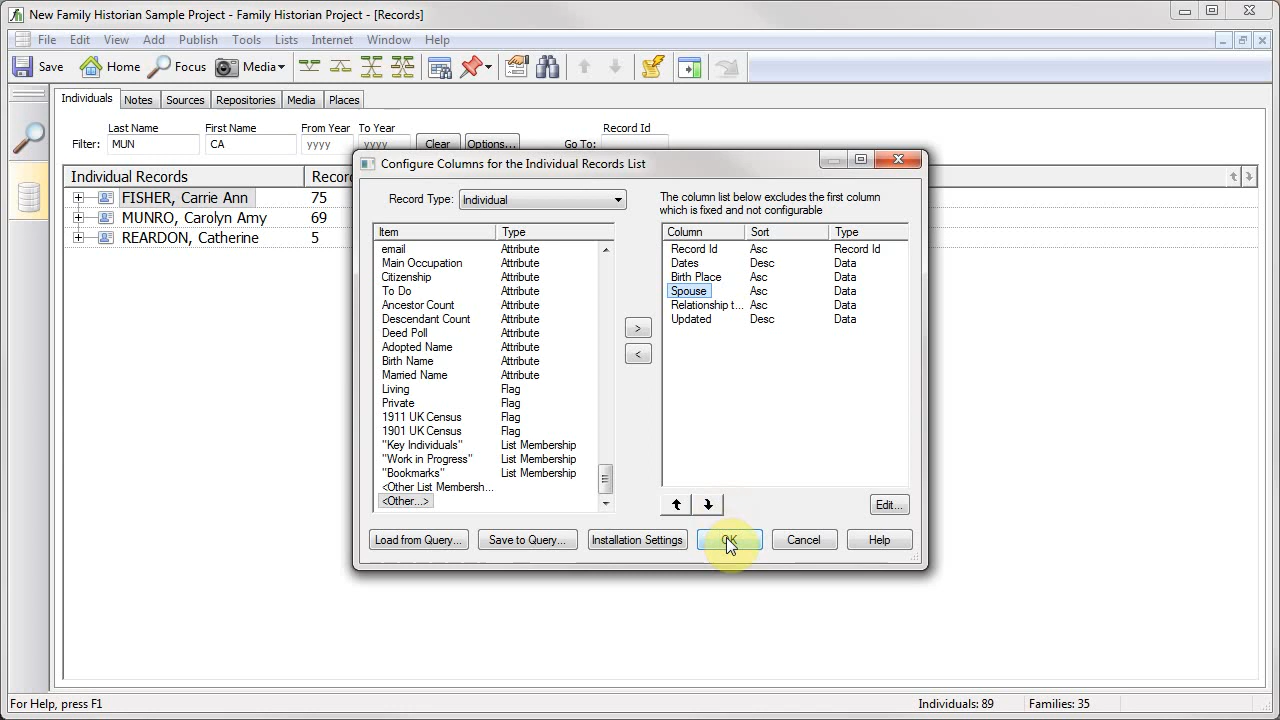 New Family Historian Sample Project - Family Historian Project - [Records]
File Edit View Add Publish Tools Lists Internet Window Help
Save Home Focus Media
Individuals Notes Sources Repositories Media Places
Last Name First Name From Year To Year Record Id
Filter: MUN CA yyyy yyyy Clear Options... Go To:
Individual Records Recor
FISHER, Carrie Ann 75
MUNRO, Carolyn Amy 69
REARDON, Catherine 5
Configure Columns for the Individual Records List
Record Type: Individual
The column list below excludes the first column
which is fixed and not configurable
Item Type
email Attribute
Main Occupation Attribute
Citizenship Attribute
To Do Attribute
Ancestor Count Attribute
Descendant Count Attribute
Deed Poll Attribute
Adopted Name Attribute
Birth Name Attribute
Married Name Attribute
Living Flag
Private Flag
1911 UK Census Flag
1901 UK Census Flag
"Key Individuals" List Membership
"Work in Progress" List Membership
"Bookmarks" List Membership
<Other List Membersh...
<Other...>
> 
<
Column Sort Type
Record Id Asc Record Id
Dates Desc Data
Birth Place Asc Data
Spouse Asc Data
Relationship t... Asc Data
Updated Desc Data
Edit...
Load from Query... Save to Query... Installation Settings OK Cancel Help
For Help, press F1 Individuals: 89 Families: 35